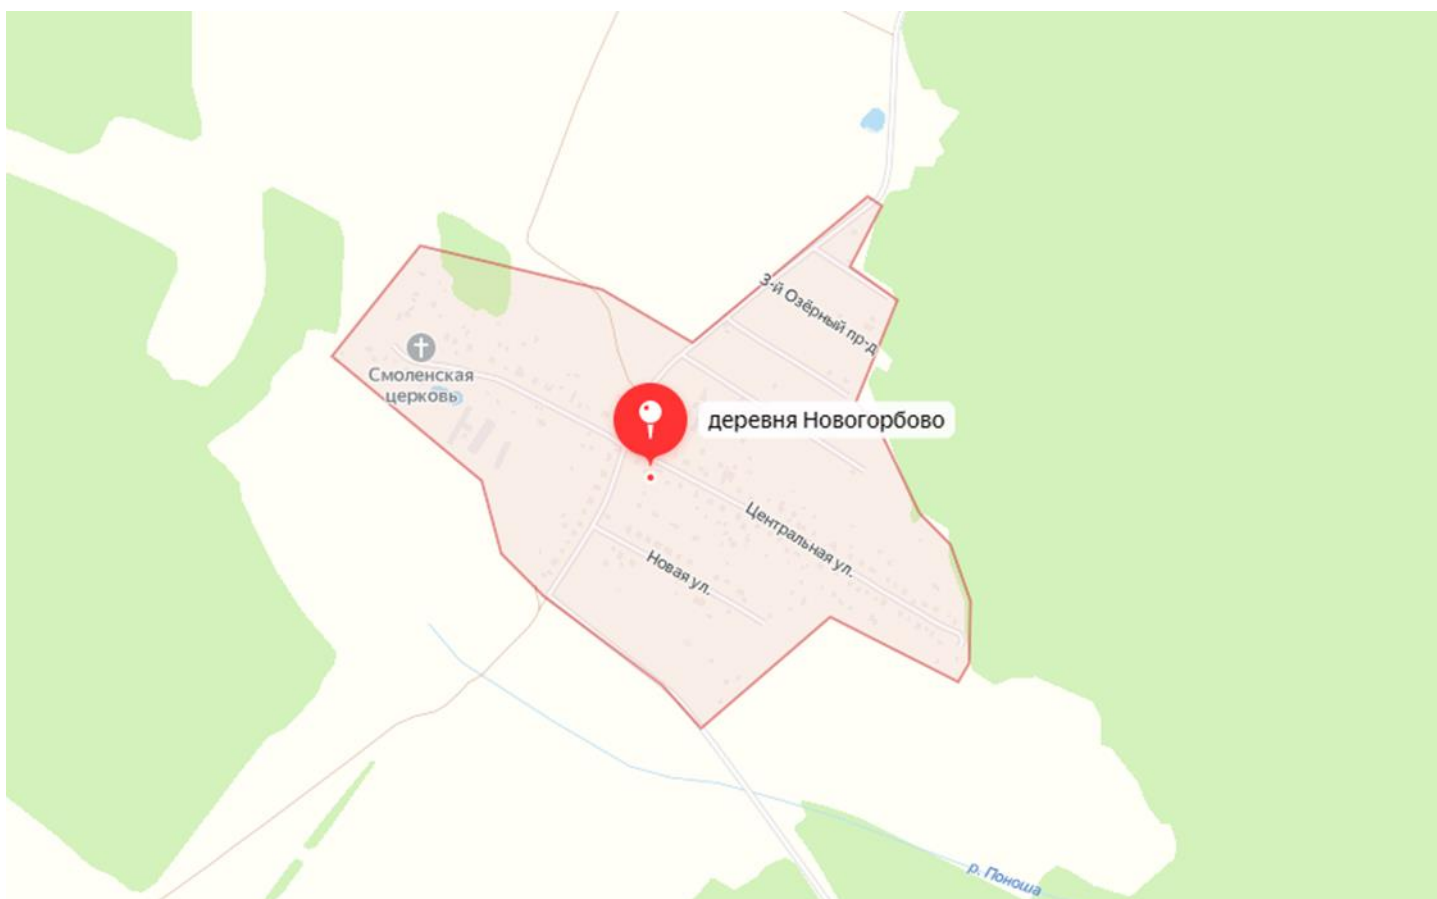 3-й Озёрный пр-д
Смоленская
церковь
деревня Новогорбово
Центральная ул.
Новая ул.
р. Поноша